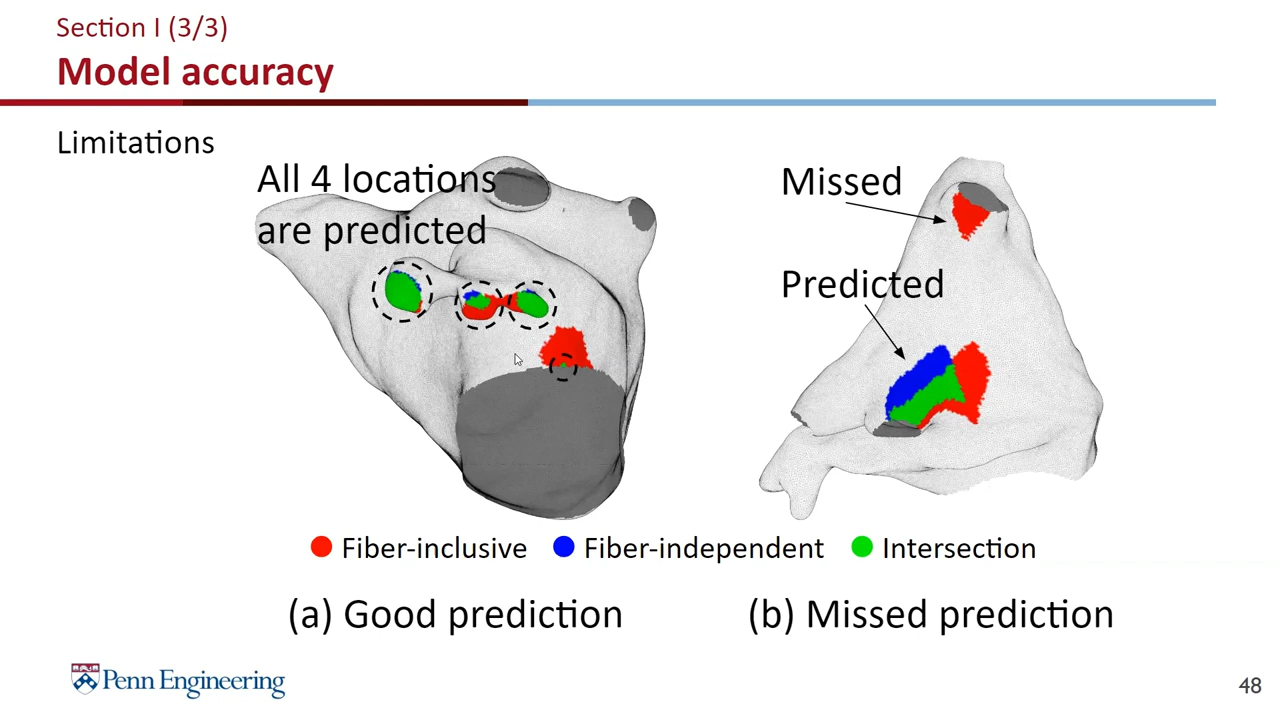 Section I (3/3)
Model accuracy
Limitations
All 4 locations
are predicted
Missed
Predicted
Fiber-inclusive
Fiber-independent
Intersection
(a) Good prediction
(b) Missed prediction
Penn Engineering
48